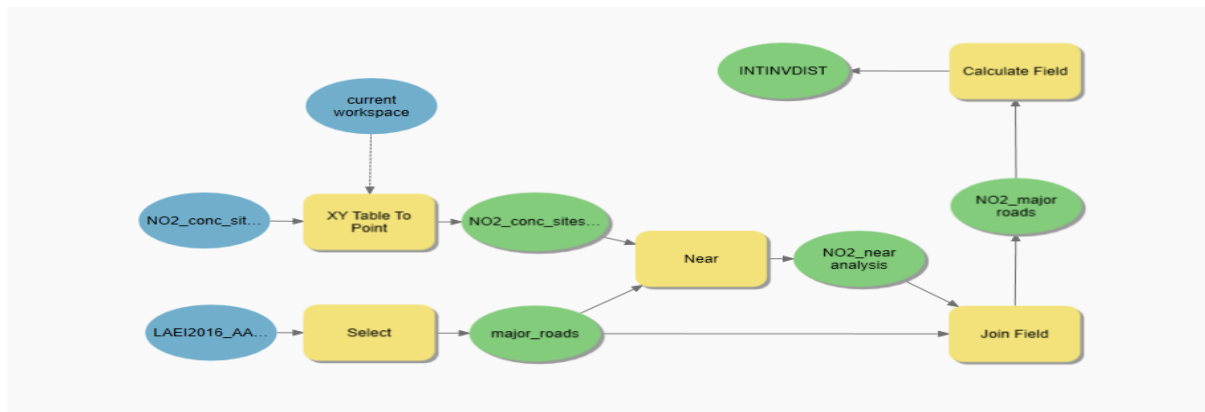 INTINVDIST
Calculate Field
current
workspace
NO2_conc_sit...
XY Table To
Point
NO2_conc_sites...
NO2_major
roads
Near
NO2_near
analysis
LAEI2016_AA...
Select
major_roads
Join Field